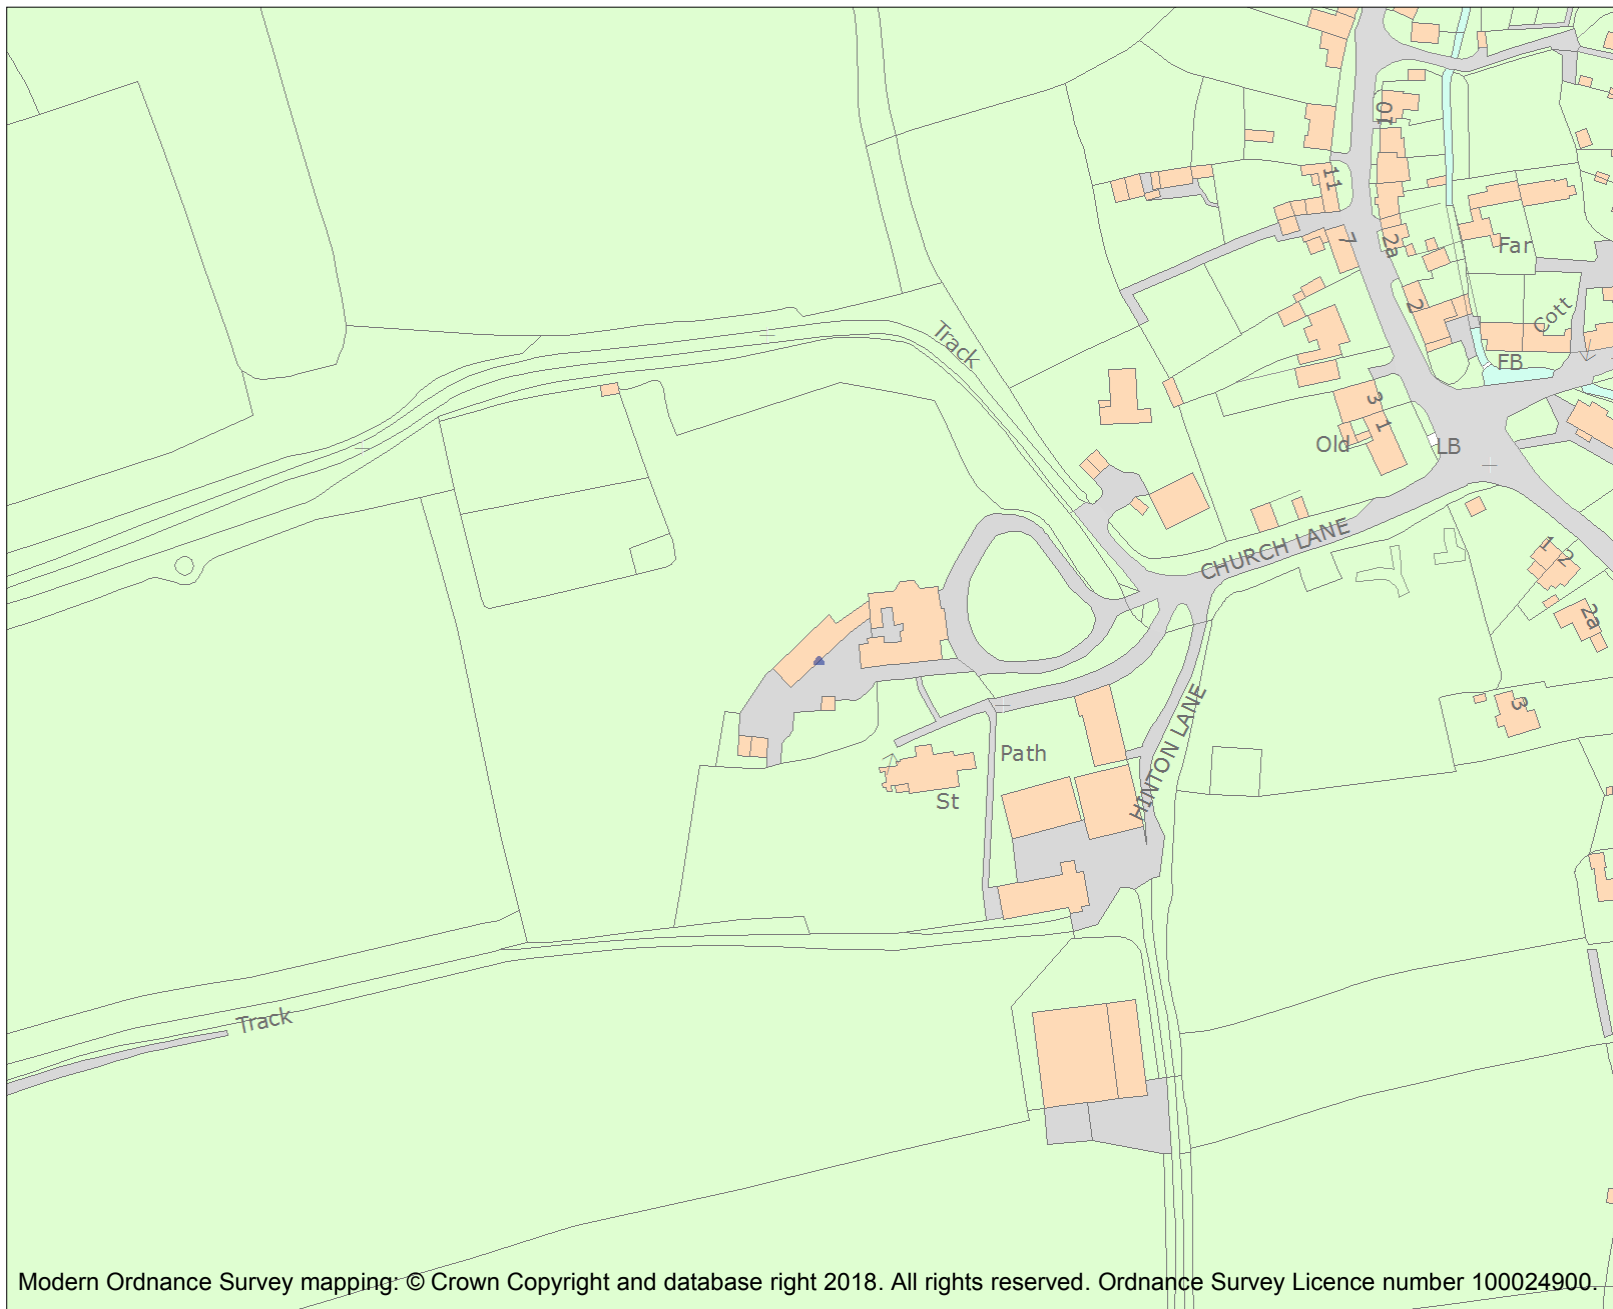 10
11
7
2a
Far
2
Cott
Track
FB
3
1
Old
LB
CHURCH LANE
1
2
2a
HINTON LANE
3
Path
St
Track
Modern Ordnance Survey mapping: © Crown Copyright and database right 2018. All rights reserved. Ordnance Survey Licence number 100024900.